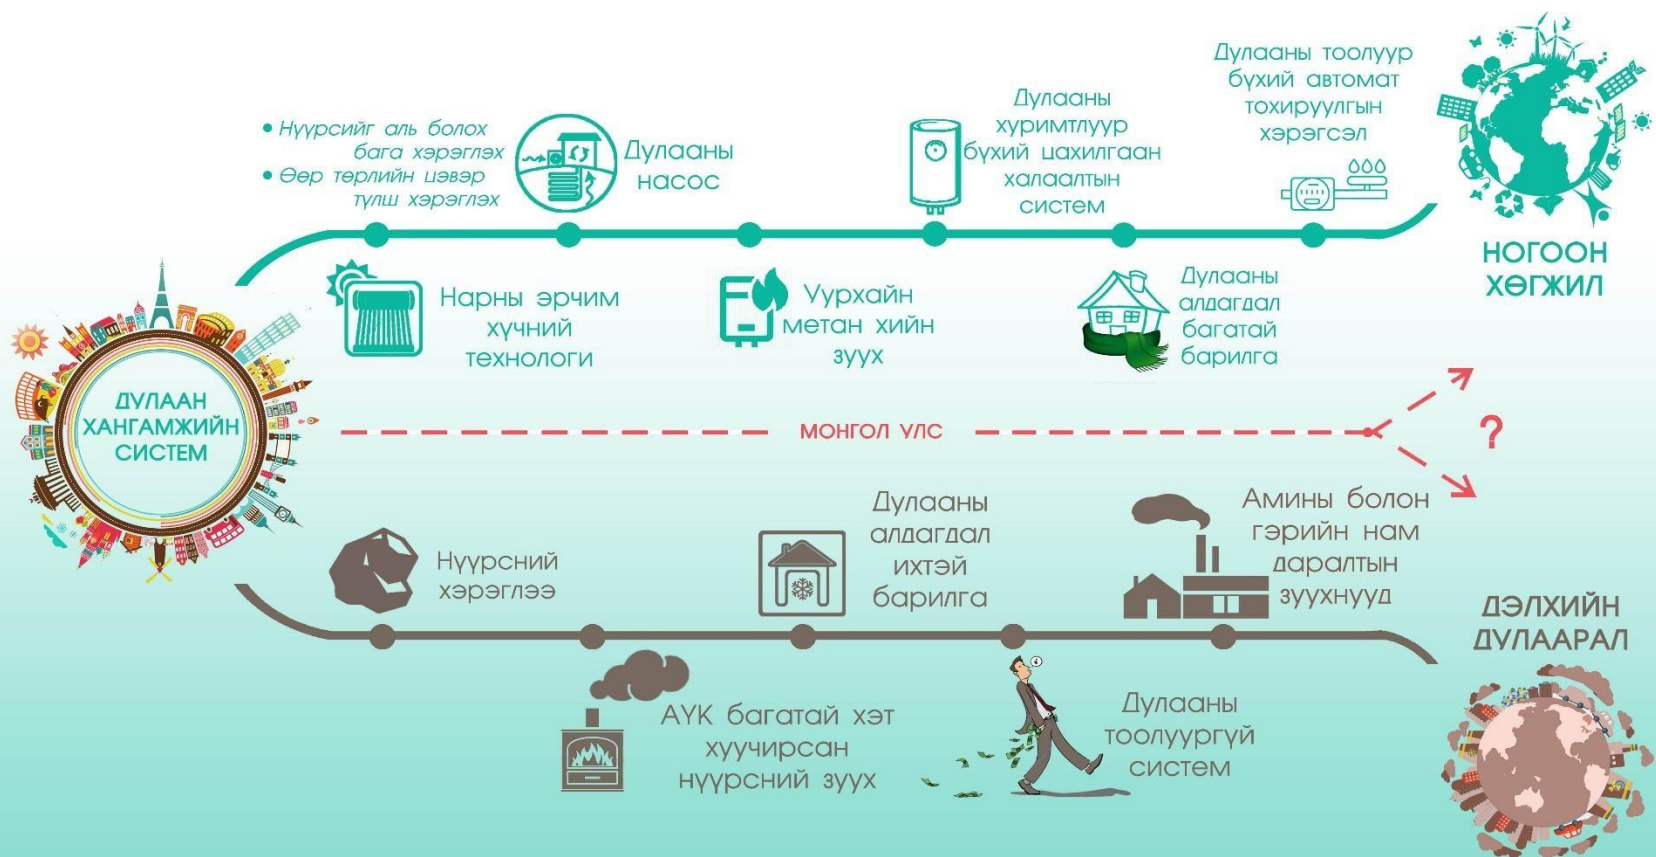 • Нүүрсийг аль болох
бага хэрэглэх
• Өөр төрлийн цэвэр
түлш хэрэглэх
Дулааны
насос
Дулааны
хуримтлуур
бүхий цахилгаан
халаалтын
систем
Дулааны тоолуур
бүхий автомат
тохируулгын
хэрэгсэл
НОГООН
ХӨГЖИЛ
Нарны эрчим
хүчний
технологи
Уурхайн
метан хийн
зуух
Дулааны
алдагдал
багатай
барилга
ДУЛААН
ХАНГАМЖИЙН
СИСТЕМ
МОНГОЛ УЛС
?
Нүүрсний
хэрэглээ
Дулааны
алдагдал
ихтэй
барилга
Амины болон
гэрийн нам
даралтын
зуухнууд
ДЭЛХИЙН
ДУЛААРАЛ
АҮК багатай хэт
хуучирсан
нүүрсний зуух
Дулааны
тоолуургүй
систем